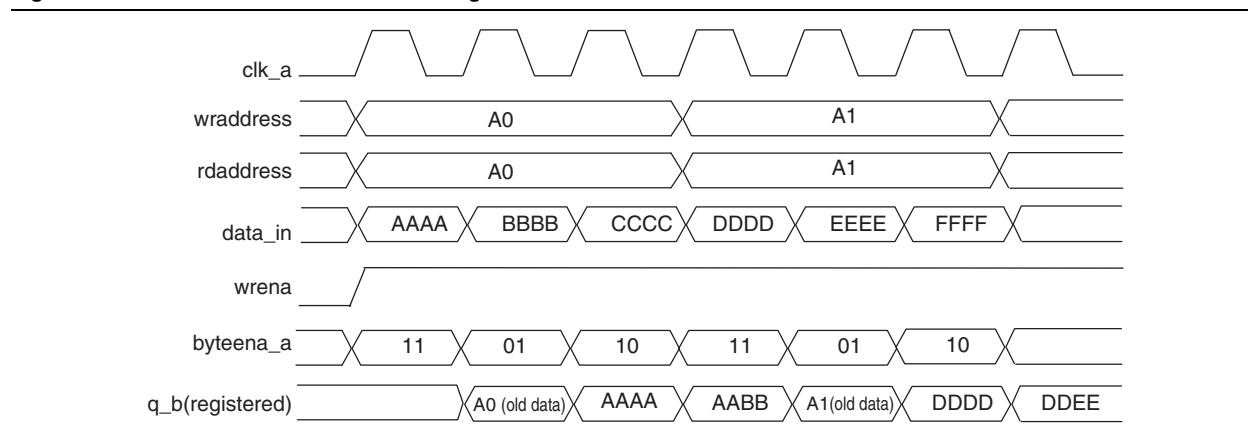 clk_a
wraddress A0 A1
rdaddress A0 A1
data_in AAAA BBBB CCCC DDDD EEEE FFFF
wrena
byteena_a 11 01 10 11 01 10
q_b(registered) A0 (old data) AAAA AABB A1(old data) DDDD DDEE